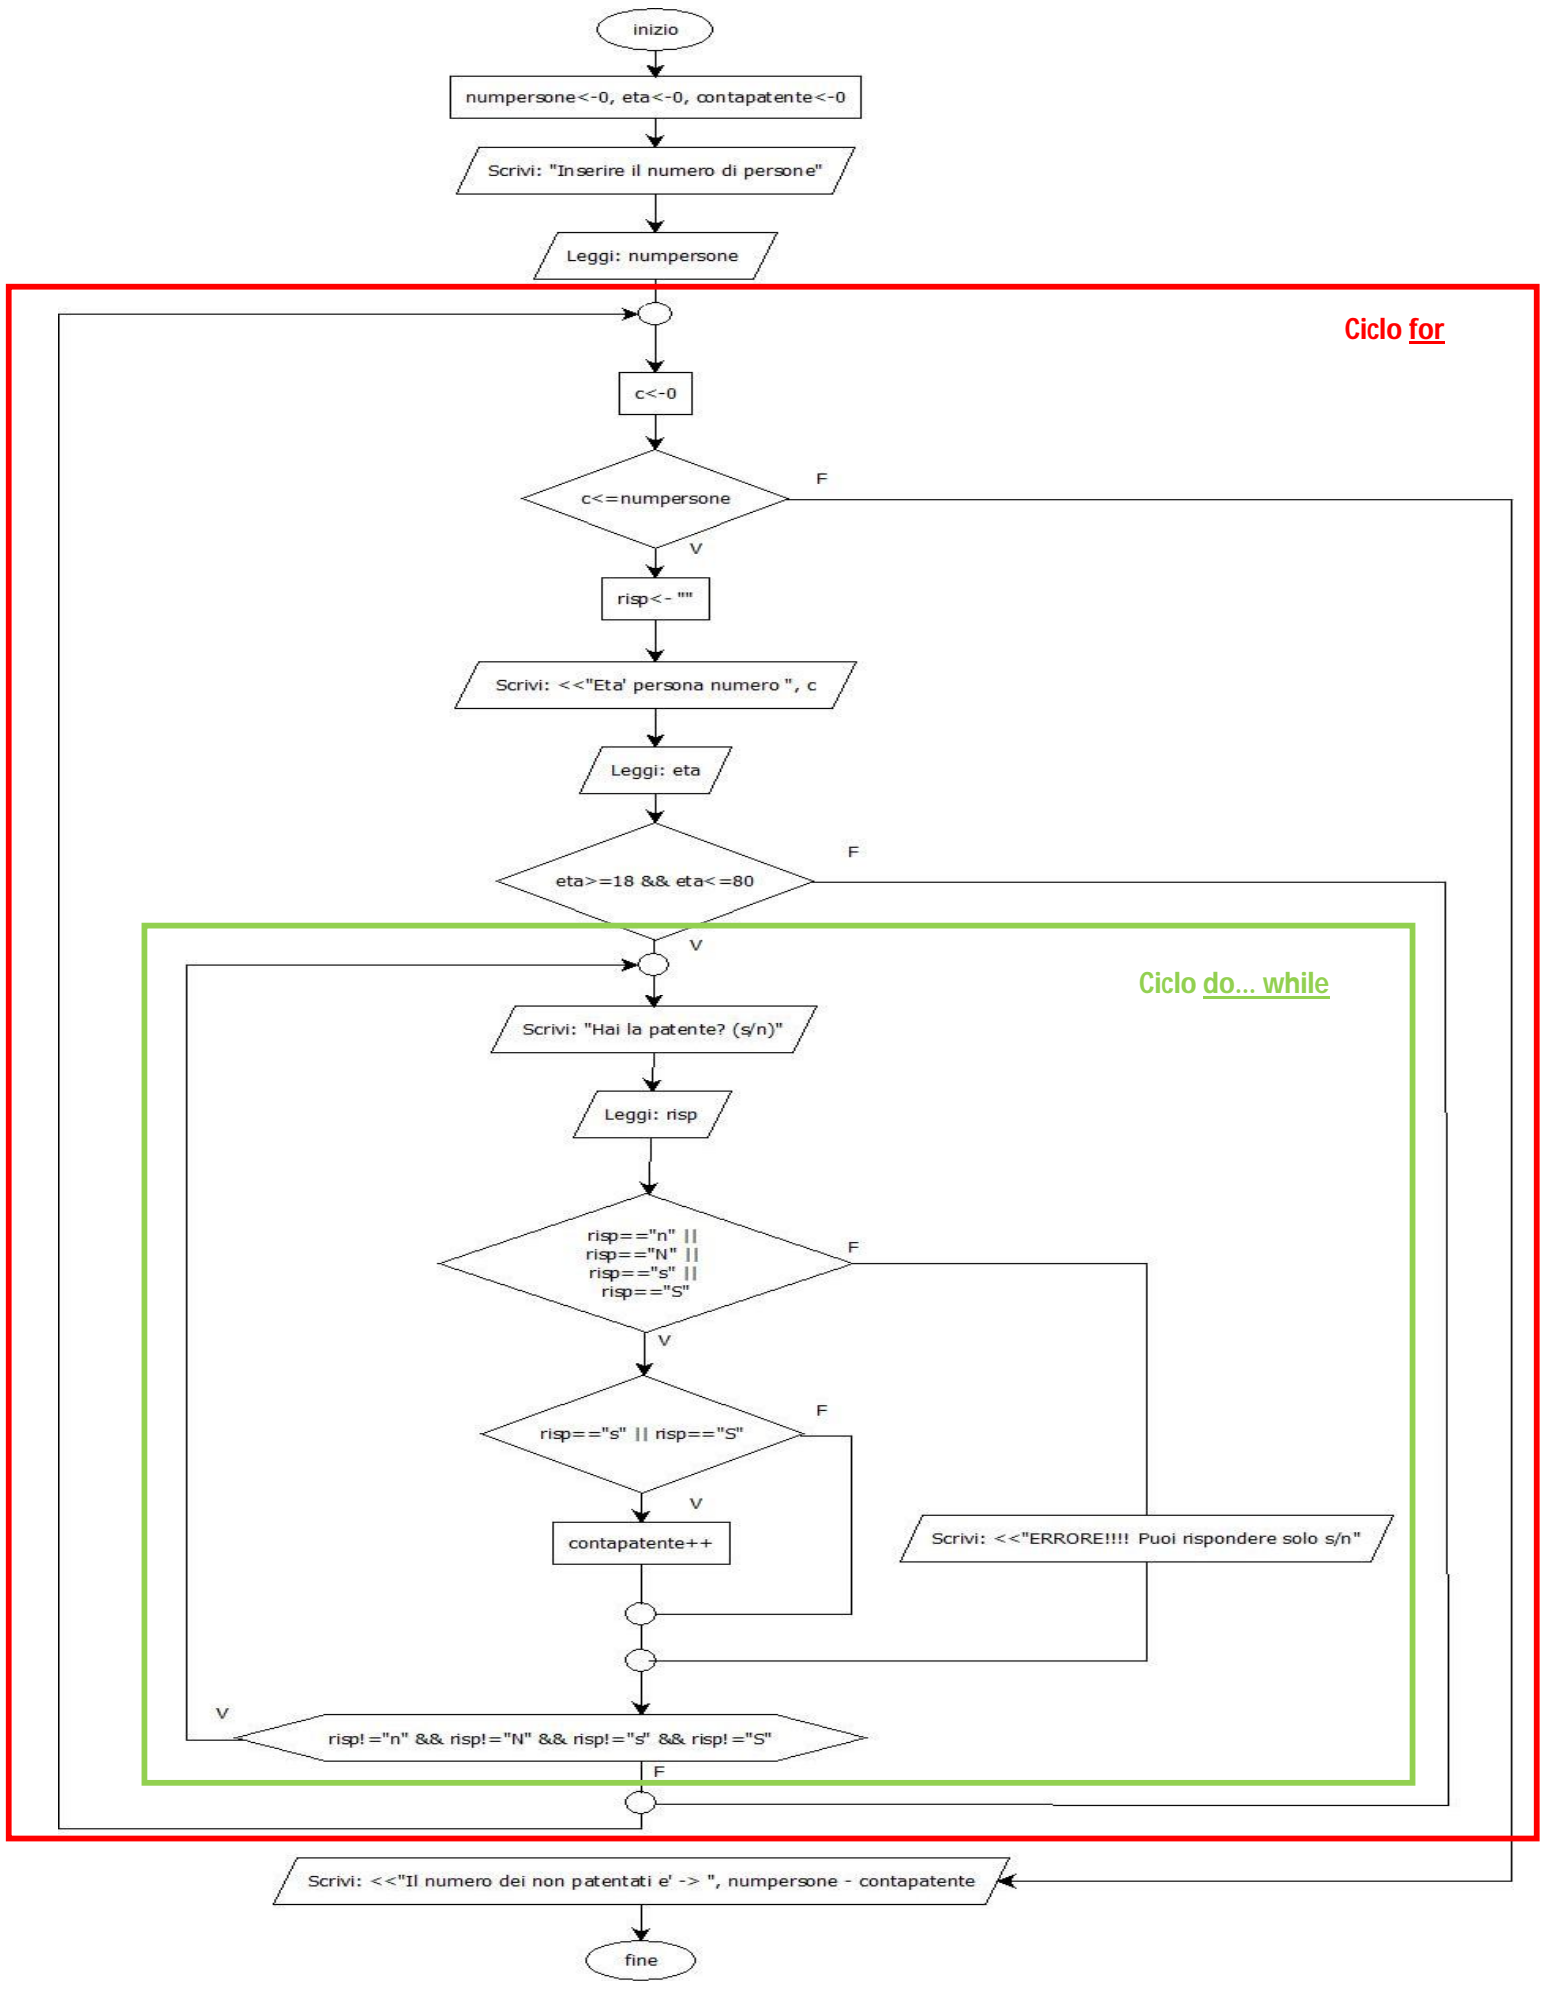 inizio
numpersone<-0, eta<-0, contapatente<-0
Scrivi: "Inserire il numero di persone"
Leggi: numpersone
Ciclo for
c<-0
F
c<=numpersone
V
risp<- ""
Scrivi: <<"Eta' persona numero ", c
Leggi: eta
F
eta>=18 && eta<=80
V
Ciclo do... while
Scrivi: "Hai la patente? (s/n)"
Leggi: risp
risp=="n" ||
F
risp=="N" ||
risp=="s" ||
risp=="S"
V
F
risp=="s" || risp=="S"
V
Scrivi: <<"ERRORE!!!! Puoi rispondere solo s/n"
contapatente++
V
risp!="n" && risp!="N" && risp!="s" && risp!="S"
F
Scrivi: <<"Il numero dei non patentati e' -> ", numpersone - contapatente
fine